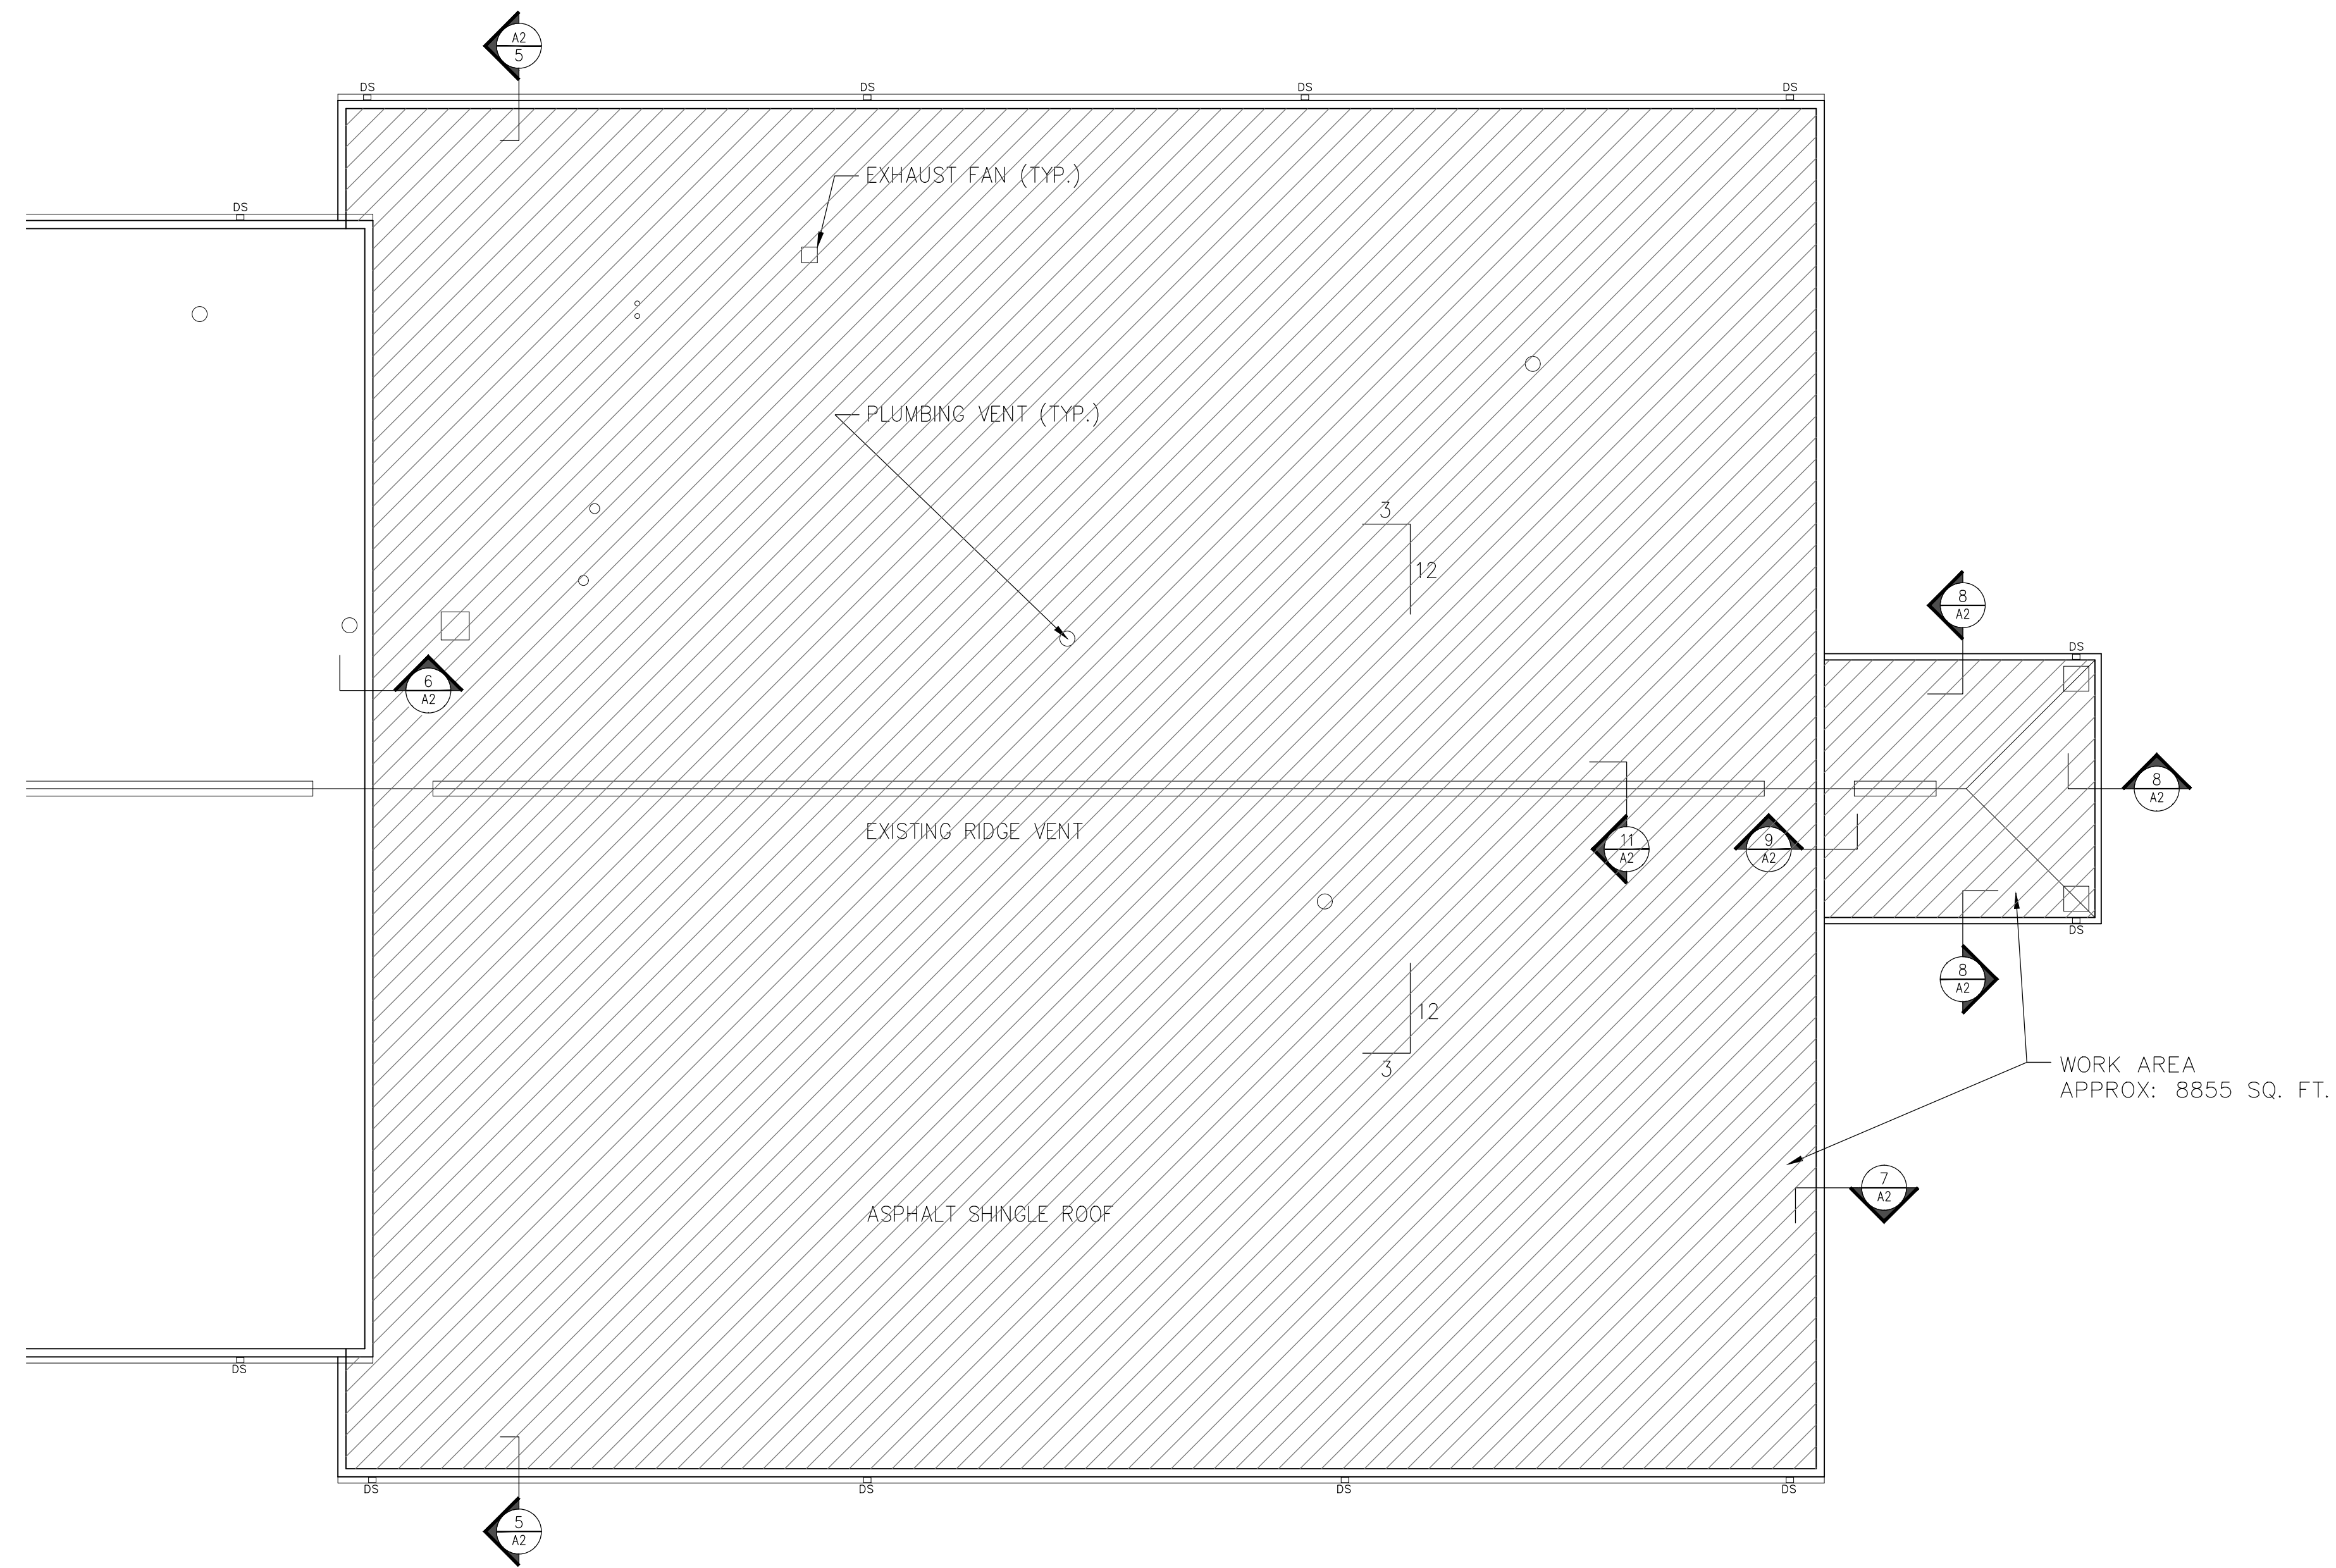 A2
5
DS
DS
DS
DS
EXHAUST FAN (TYP.)
DS
PLUMBING VENT (TYP.)
3
12
8
A2
DS
6
A2
8
A2
EXISTING RIDGE VENT
11
A2
9
A2
DS
8
A2
12
3
WORK AREA
APPROX: 8855 SQ. FT.
7
A2
ASPHALT SHINGLE ROOF
DS
DS
DS
DS
DS
5
A2